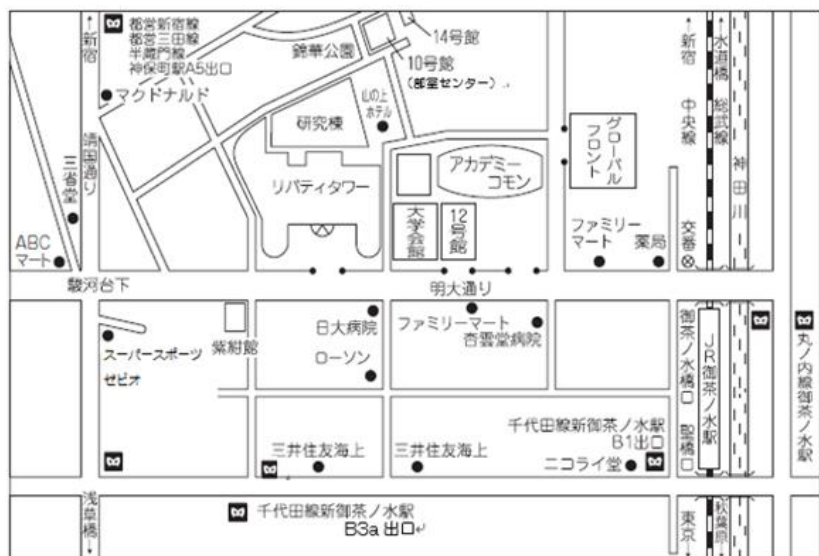 ←新宿
都営新宿線
都営三田線
半蔵門線
神保町駅A5出口
マクドナルド
靖国通り
三省堂
ABC
マート
駿河台下
錦華公園
14号館
10号館
(部室センター)
山の上
ホテル
研究棟
リバティタワー
アカデミー
コモン
大学会館
12号館
グローバル
フロント
ファミリー
マート
薬局
交番
←新宿 中央線
←水道橋 総武線
神田川
明大通り
スーパースポーツ
ゼビオ
紫紺館
日大病院
ローソン
ファミリーマート
杏雲堂病院
御茶ノ水橋口
聖橋口
JR御茶ノ水駅
丸ノ内線御茶ノ水駅
三井住友海上
三井住友海上
千代田線新御茶ノ水駅
B1出口
ニコライ堂
浅草橋→
千代田線新御茶ノ水駅
B3a 出口
東京→
秋葉原→